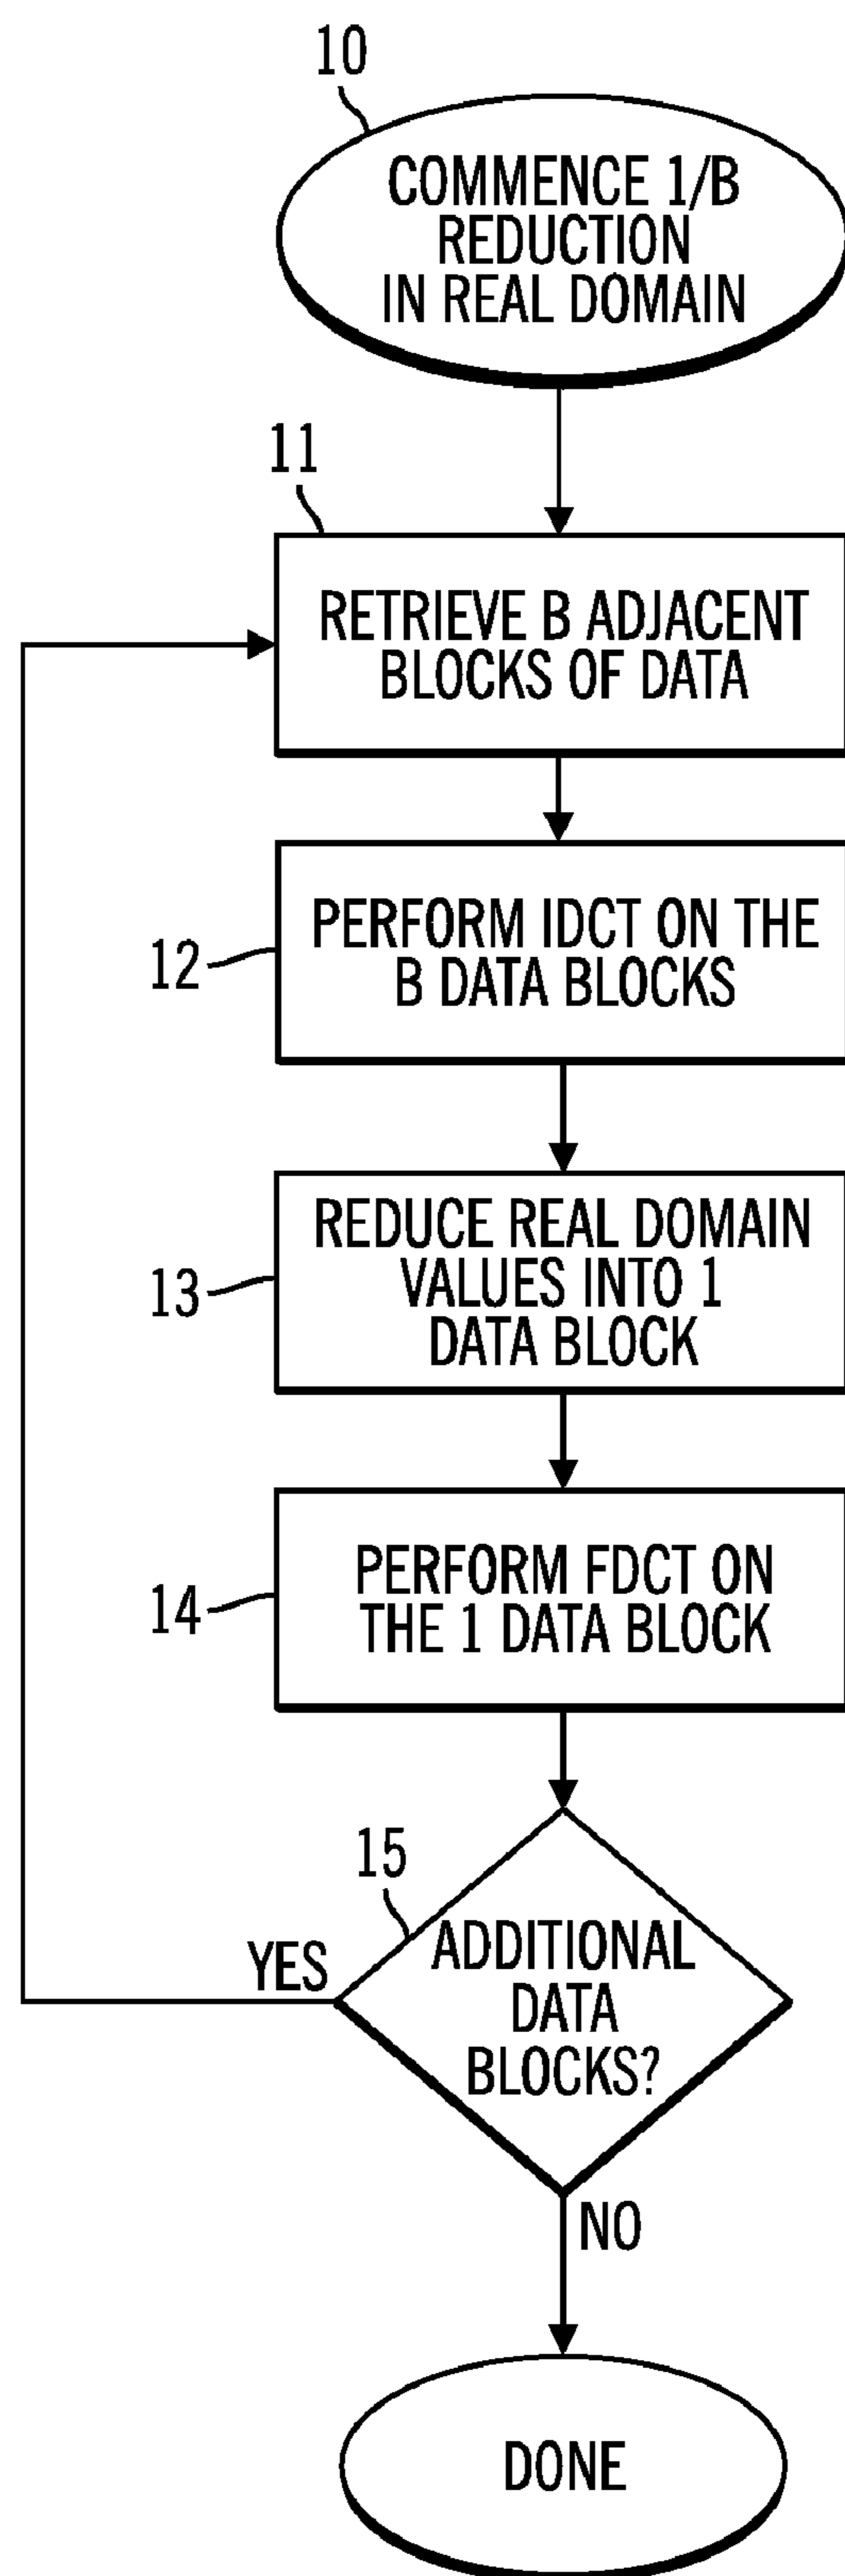 10
COMMENCE 1/B
REDUCTION
IN REAL DOMAIN
11
RETRIEVE B ADJACENT
BLOCKS OF DATA
12
PERFORM IDCT ON THE
B DATA BLOCKS
13
REDUCE REAL DOMAIN
VALUES INTO 1
DATA BLOCK
14
PERFORM FDCT ON
THE 1 DATA BLOCK
15
ADDITIONAL
DATA
BLOCKS?
YES
NO
DONE